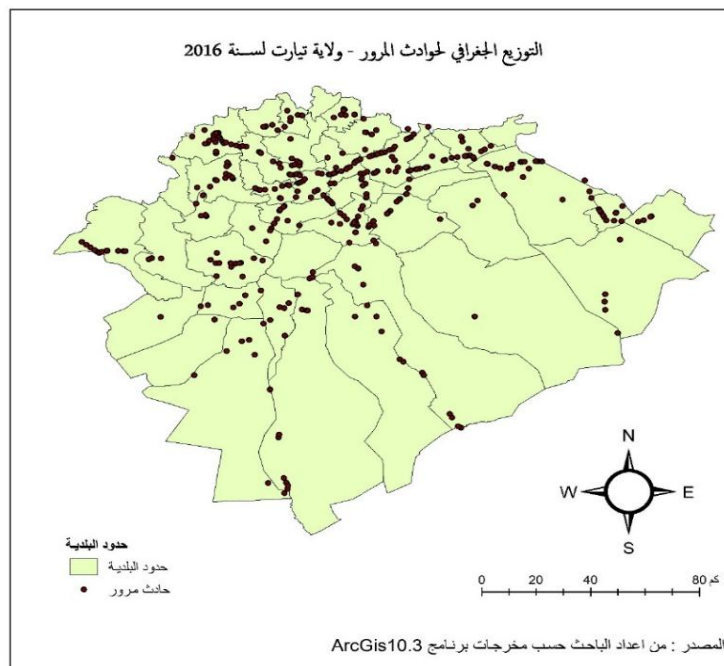 التوزيع الجغرافي لحوادث المرور - ولاية تيارت لسنة 2016
N
W E
S
حدود البلدية
حدود البلدية
حادث مرور
0 20 40 60 80 كم
المصدر : من اعداد الباحث حسب مخرجات برنامج ArcGis10.3